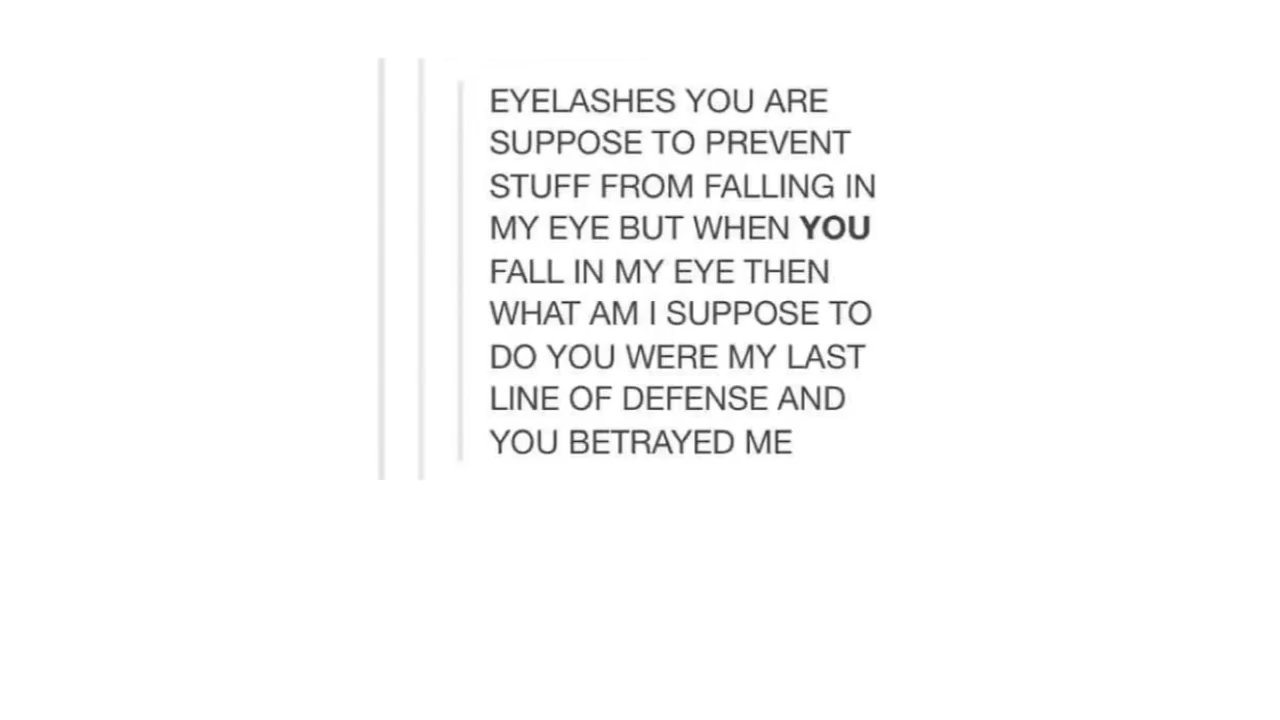 EYELASHES YOU ARE
SUPPOSE TO PREVENT
STUFF FROM FALLING IN
MY EYE BUT WHEN YOU
FALL IN MY EYE THEN
WHAT AM I SUPPOSE TO
DO YOU WERE MY LAST
LINE OF DEFENSE AND
YOU BETRAYED ME